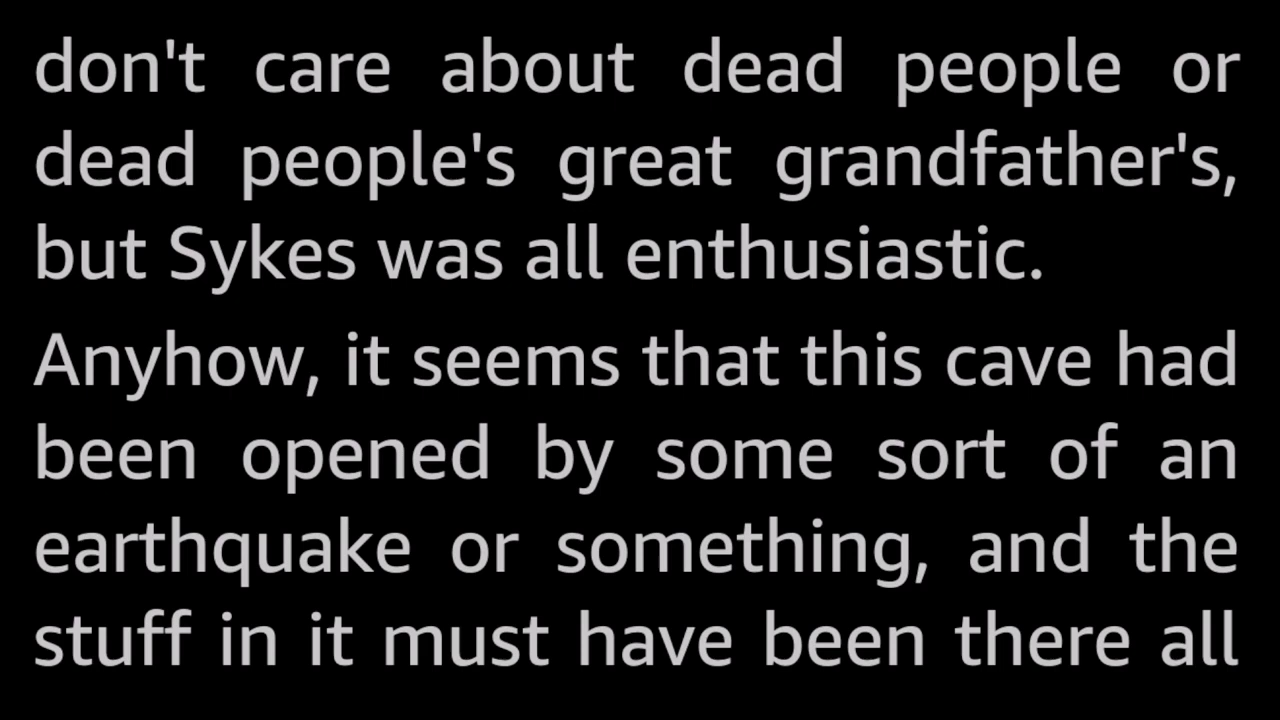 don't care about dead people or
dead people's great grandfather's,
but Sykes was all enthusiastic.
Anyhow, it seems that this cave had
been opened by some sort of an
earthquake or something, and the
stuff in it must have been there all